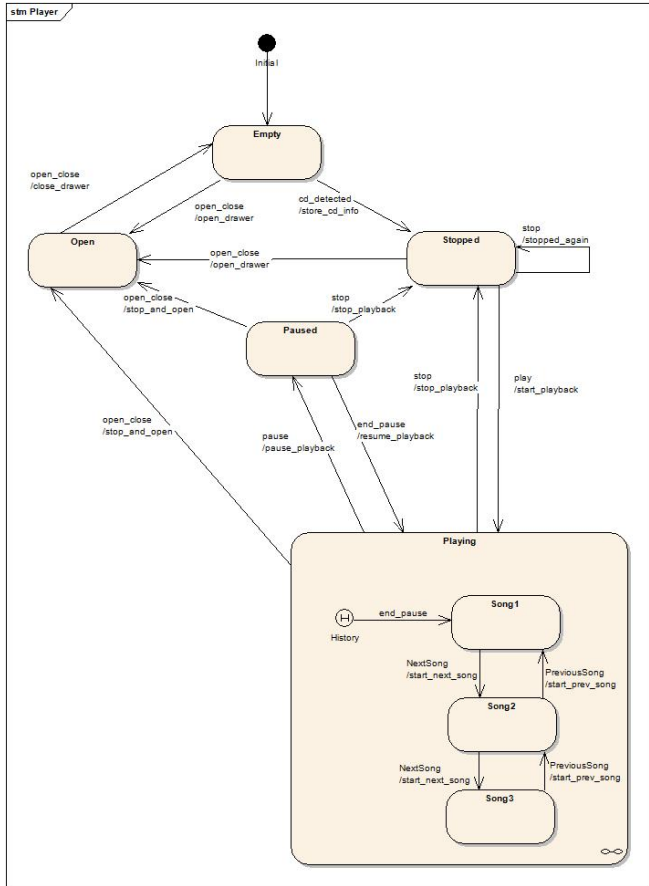 stm Player
Initial
Empty
open_close
/close_drawer
open_close
/open_drawer
cd_detected
/store_cd_info
stop
/stopped_again
Open
Stopped
open_close
/open_drawer
open_close
/stop_and_open
stop
/stop_playback
Paused
stop
/stop_playback
play
/start_playback
open_close
/stop_and_open
pause
/pause_playback
end_pause
/resume_playback
Playing
Song1
end_pause
H
History
NextSong
/start_next_song
PreviousSong
/start_prev_song
Song2
NextSong
/start_next_song
PreviousSong
/start_prev_song
Song3